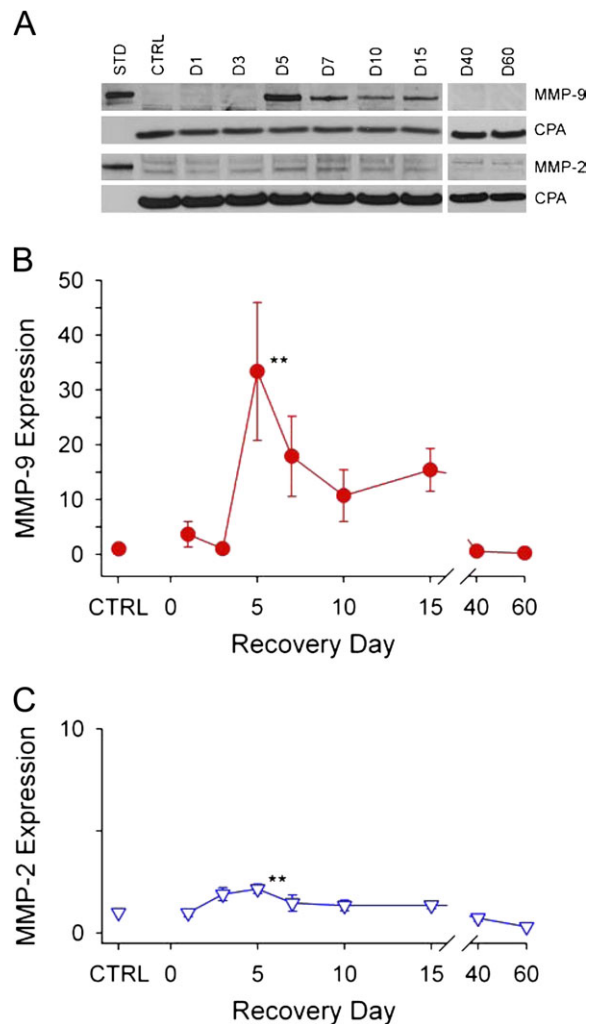 A
STD CTRL D1 D3 D5 D7 D10 D15 D40 D60
MMP-9
CPA
MMP-2
CPA
B
50
40
30
20
10
0
MMP-9 Expression
**
CTRL 0 5 10 15 40 60
Recovery Day
C
10
0
MMP-2 Expression
**
CTRL 0 5 10 15 40 60
Recovery Day